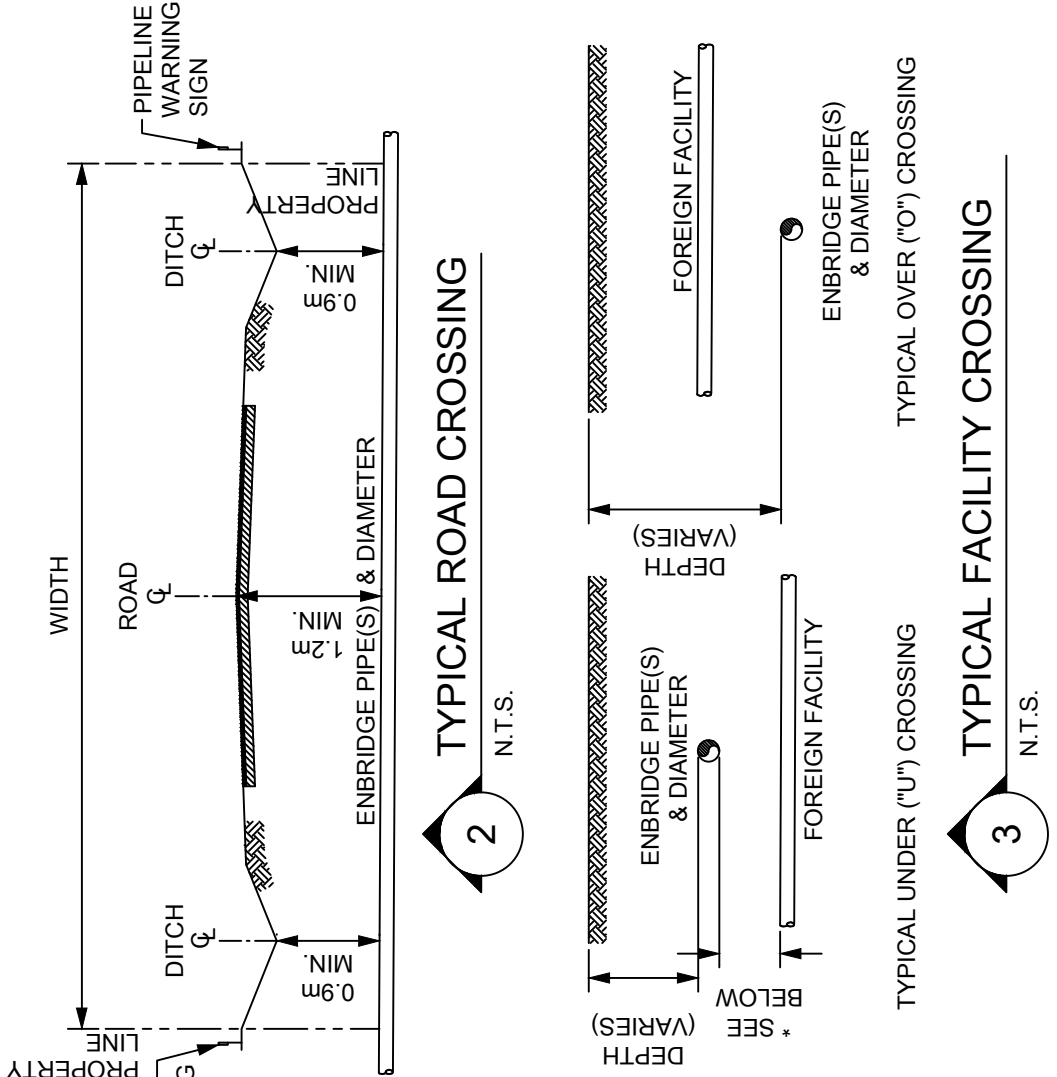 WIDTH
PIPELINE
WARNING
SIGN
ROAD
C L
DITCH
C L
DITCH
C L
PROPERTY
LINE
G
PROPERTY
LINE
0.9m
MIN.
1.2m
MIN.
0.9m
MIN.
ENBRIDGE PIPE(S) & DIAMETER
2
TYPICAL ROAD CROSSING
N.T.S.
DEPTH
(VARIES)
* SEE
BELOW
ENBRIDGE PIPE(S)
& DIAMETER
FOREIGN FACILITY
TYPICAL UNDER ("U") CROSSING
DEPTH
(VARIES)
FOREIGN FACILITY
ENBRIDGE PIPE(S)
& DIAMETER
TYPICAL OVER ("O") CROSSING
3
TYPICAL FACILITY CROSSING
N.T.S.